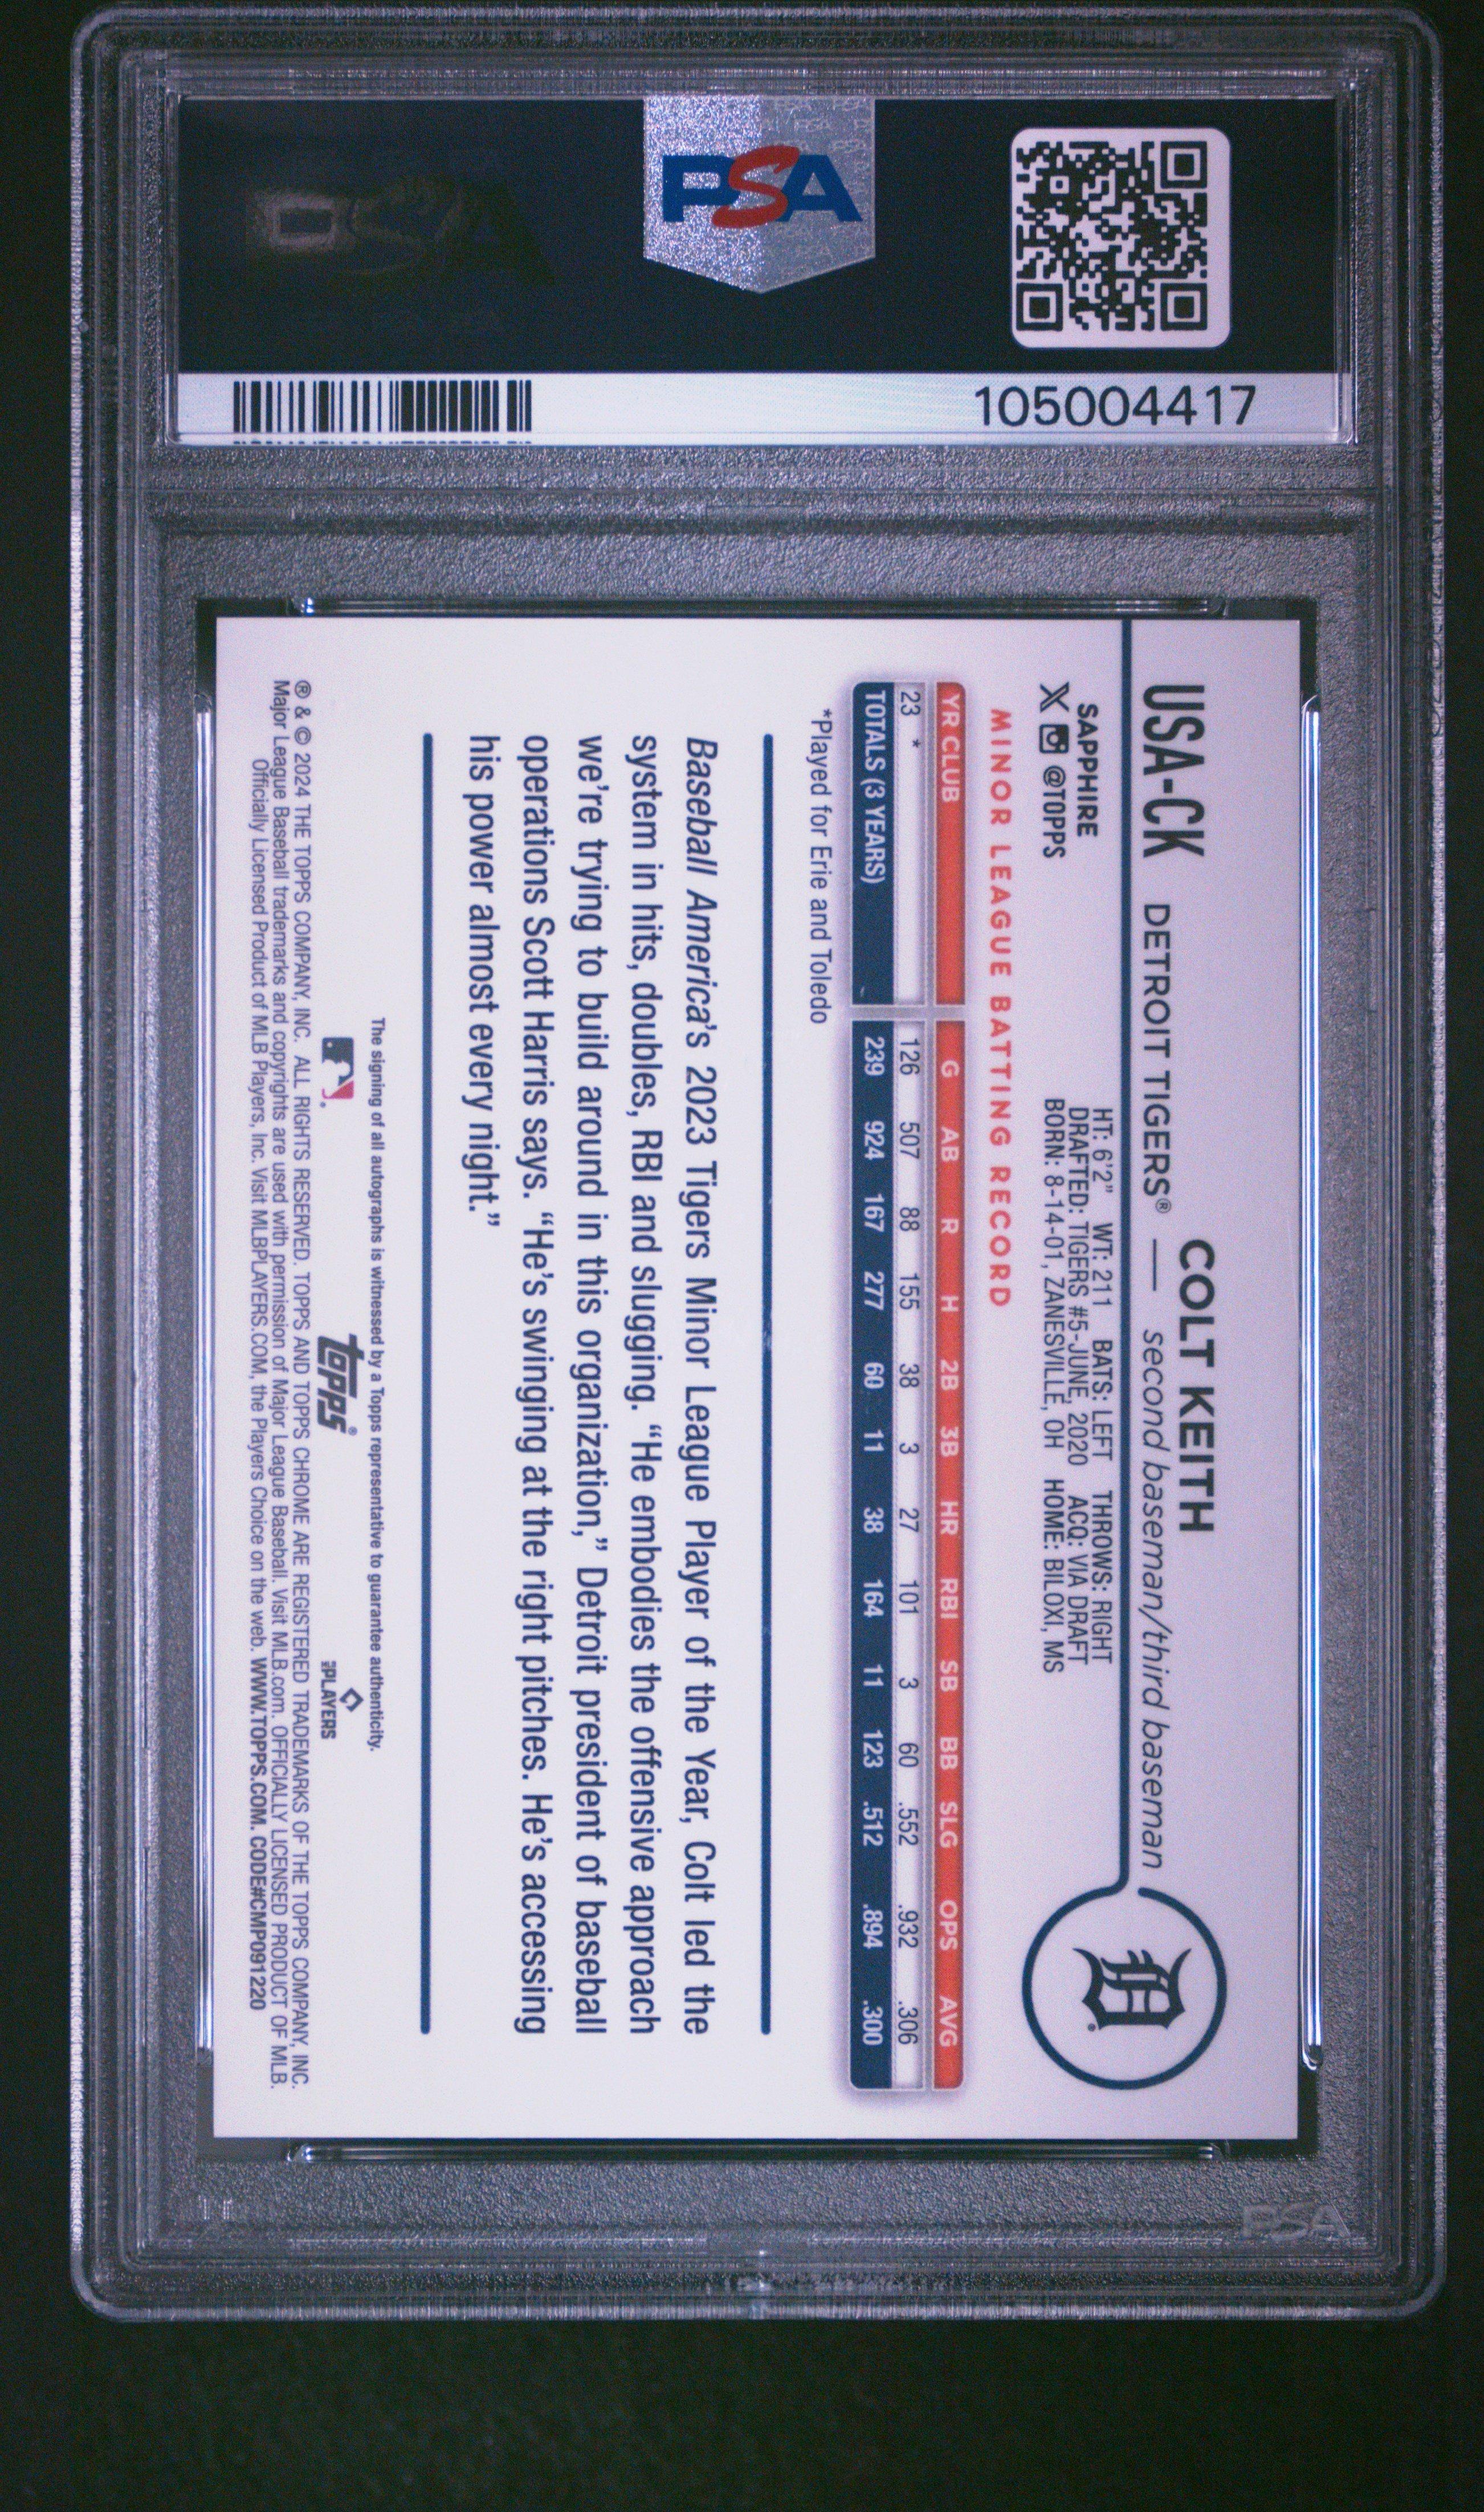 PSA
105004417
USA-CK DETROIT TIGERS® — second baseman/third baseman
COLT KEITH
SAPPHIRE
@TOPPS
HT: 6'2" WT: 211 BATS: LEFT THROWS: RIGHT
DRAFTED: TIGERS #5-JUNE, 2020 ACQ: VIA DRAFT
BORN: 8-14-01, ZANESVILLE, OH HOME: BILOXI, MS
D
MINOR LEAGUE BATTING RECORD
YR CLUB G AB R H 2B 3B HR RBI SB BB SLG OPS AVG
23 * 126 507 88 155 38 3 27 101 3 60 .552 .932 .306
TOTALS (3 YEARS) 239 924 167 277 60 11 38 164 11 123 .512 .894 .300
*Played for Erie and Toledo
Baseball America's 2023 Tigers Minor League Player of the Year, Colt led the
system in hits, doubles, RBI and slugging. “He embodies the offensive approach
we're trying to build around in this organization,” Detroit president of baseball
operations Scott Harris says. “He's swinging at the right pitches. He's accessing
his power almost every night.”
The signing of all autographs is witnessed by a Topps representative to guarantee authenticity.
topps®
PLAYERS
® & © 2024 THE TOPPS COMPANY, INC. ALL RIGHTS RESERVED. TOPPS AND TOPPS CHROME ARE REGISTERED TRADEMARKS OF THE TOPPS COMPANY, INC.
Major League Baseball trademarks and copyrights are used with permission of Major League Baseball. Visit MLB.com. OFFICIALLY LICENSED PRODUCT OF MLB.
Officially Licensed Product of MLB Players, Inc. Visit MLBPLAYERS.COM, the Players Choice on the web. WWW.TOPPS.COM. CODE#CMP091220
PSA